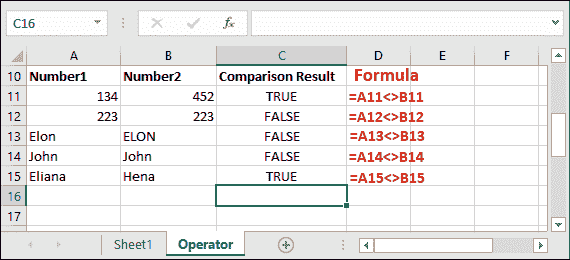 C16 fx
A B C D E F
10 Number1 Number2 Comparison Result Formula
11 134 452 TRUE =A11<>B11
12 223 223 FALSE =A12<>B12
13 Elon ELON FALSE =A13<>B13
14 John John FALSE =A14<>B14
15 Eliana Hena TRUE =A15<>B15
16
17
Sheet1 Operator